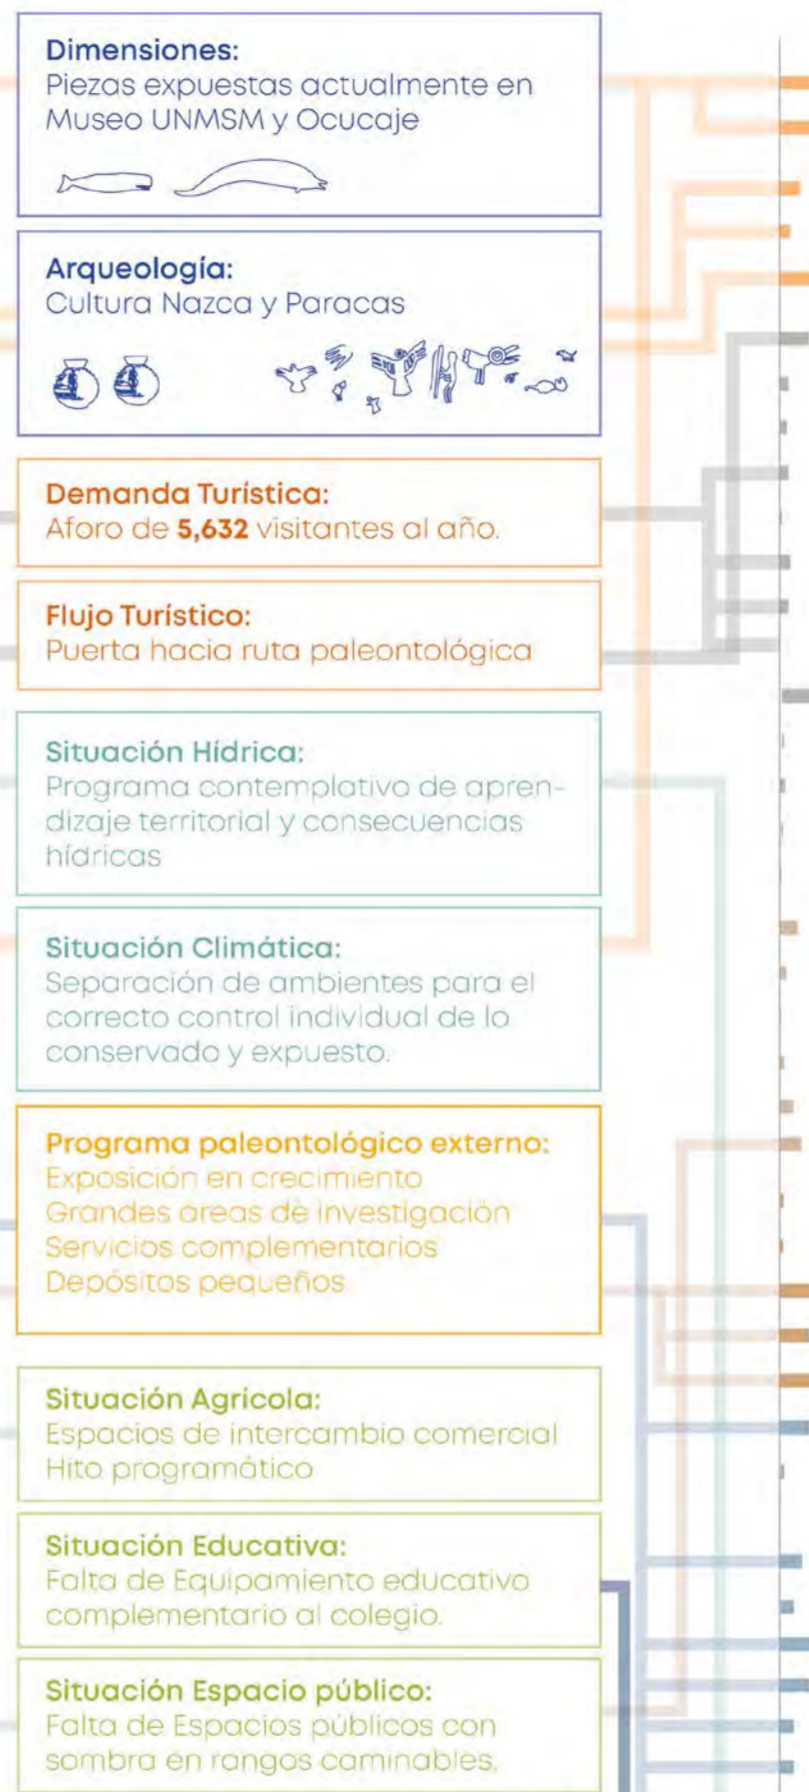 Dimensiones:
Piezas expuestas actualmente en
Museo UNMSM y Ocucaje
Arqueología:
Cultura Nazca y Paracas
Demanda Turística:
Aforo de 5,632 visitantes al año.
Flujo Turístico:
Puerta hacia ruta paleontológica
Situación Hídrica:
Programa contemplativo de apren-
dizaje territorial y consecuencias
hídricas
Situación Climática:
Separación de ambientes para el
correcto control individual de lo
conservado y expuesto.
Programa paleontológico externo:
Exposición en crecimiento
Grandes áreas de investigación
Servicios complementarios
Depósitos pequeños
Situación Agrícola:
Espacios de intercambio comercial
Hito programático
Situación Educativa:
Falta de Equipamiento educativo
complementario al colegio.
Situación Espacio público:
Falta de Espacios públicos con
sombra en rangos caminables.